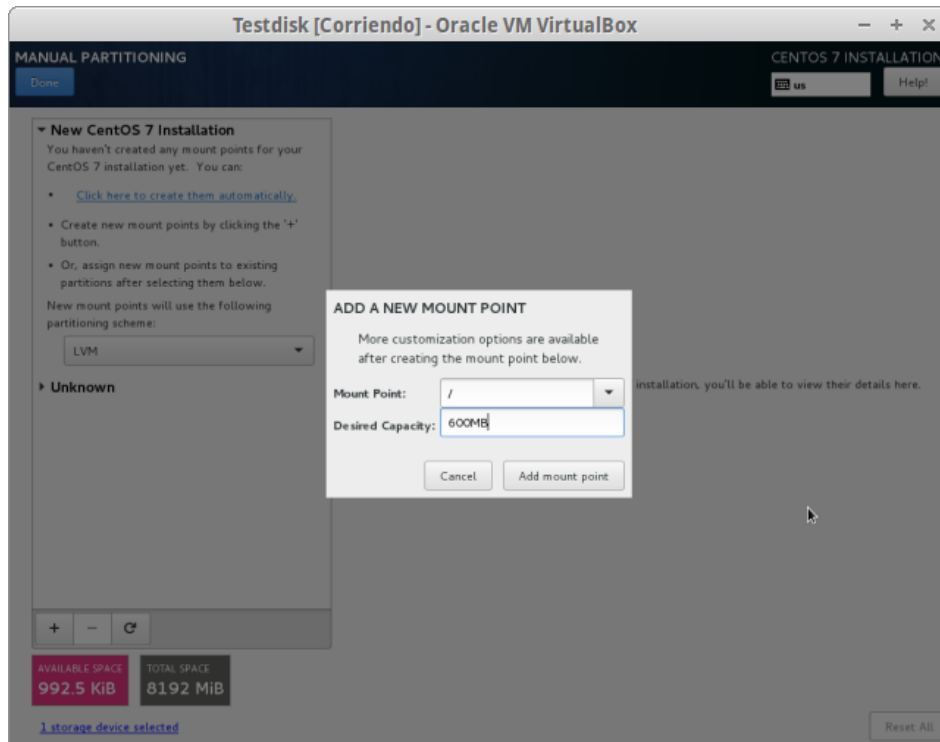 Testdisk [Corriendo] - Oracle VM VirtualBox
MANUAL PARTITIONING
CENTOS 7 INSTALLATION
Done
us
Help!
New CentOS 7 Installation
You haven't created any mount points for your
CentOS 7 installation yet. You can:
• Click here to create them automatically.
• Create new mount points by clicking the '+'
button.
• Or, assign new mount points to existing
partitions after selecting them below.
New mount points will use the following
partitioning scheme:
LVM
Unknown
ADD A NEW MOUNT POINT
More customization options are available
after creating the mount point below.
Mount Point: /
Desired Capacity: 600MB
Cancel
Add mount point
installation, you'll be able to view their details here.
AVAILABLE SPACE
992.5 KiB
TOTAL SPACE
8192 MiB
1 storage device selected
Reset All